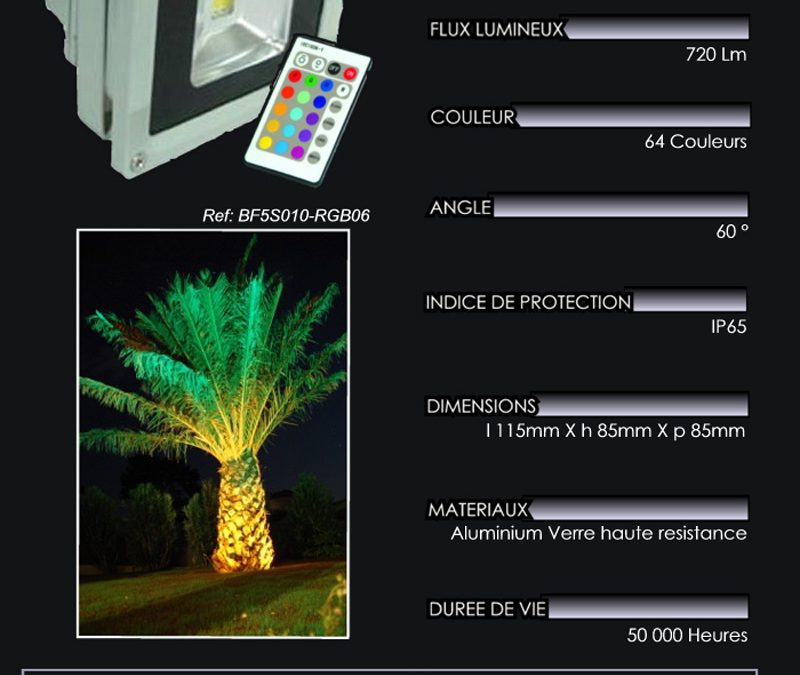 FLUX LUMINEUX
720 Lm
COULEUR
64 Couleurs
ANGLE
60 °
Ref: BF5S010-RGB06
INDICE DE PROTECTION
IP65
DIMENSIONS
l 115mm X h 85mm X p 85mm
MATERIAUX
Aluminium Verre haute resistance
DUREE DE VIE
50 000 Heures